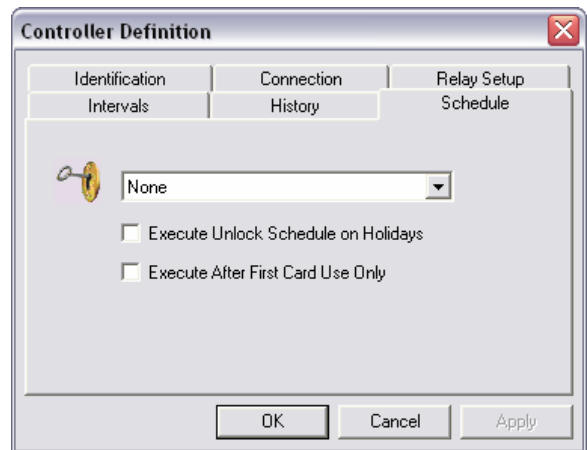 Controller Definition
Identification Connection Relay Setup
Intervals History Schedule
None
Execute Unlock Schedule on Holidays
Execute After First Card Use Only
OK Cancel Apply